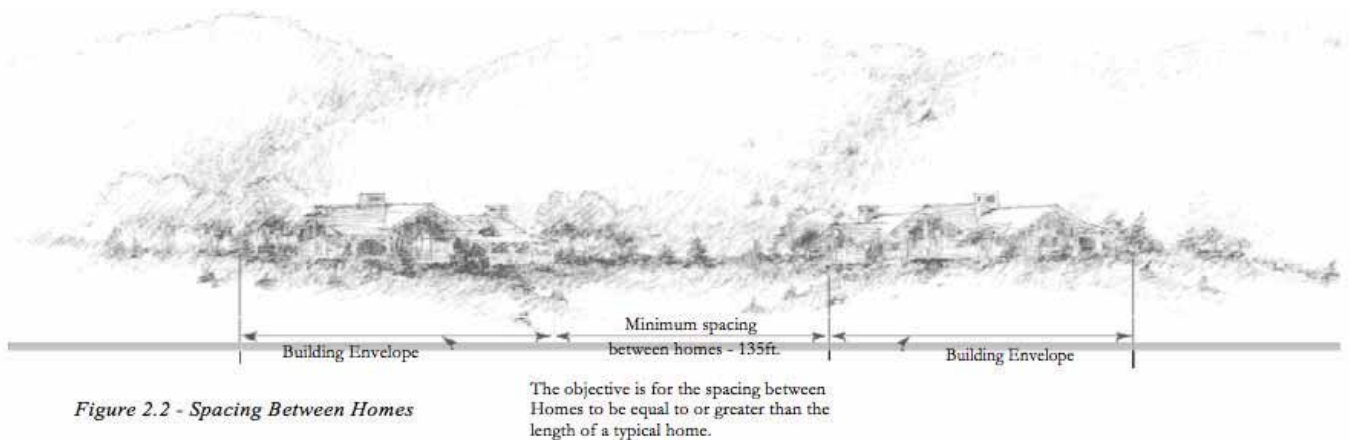 Minimum spacing
between homes - 135ft.
Building Envelope
Building Envelope
The objective is for the spacing between
Homes to be equal to or greater than the
length of a typical home.
Figure 2.2 - Spacing Between Homes